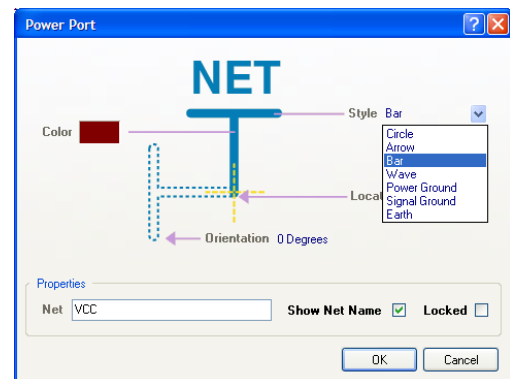 Power Port
NET
Style Bar
Color
Circle
Arrow
Bar
Wave
Power Ground
Signal Ground
Earth
Locat
Orientation 0 Degrees
Properties
Net VCC Show Net Name Locked
OK Cancel